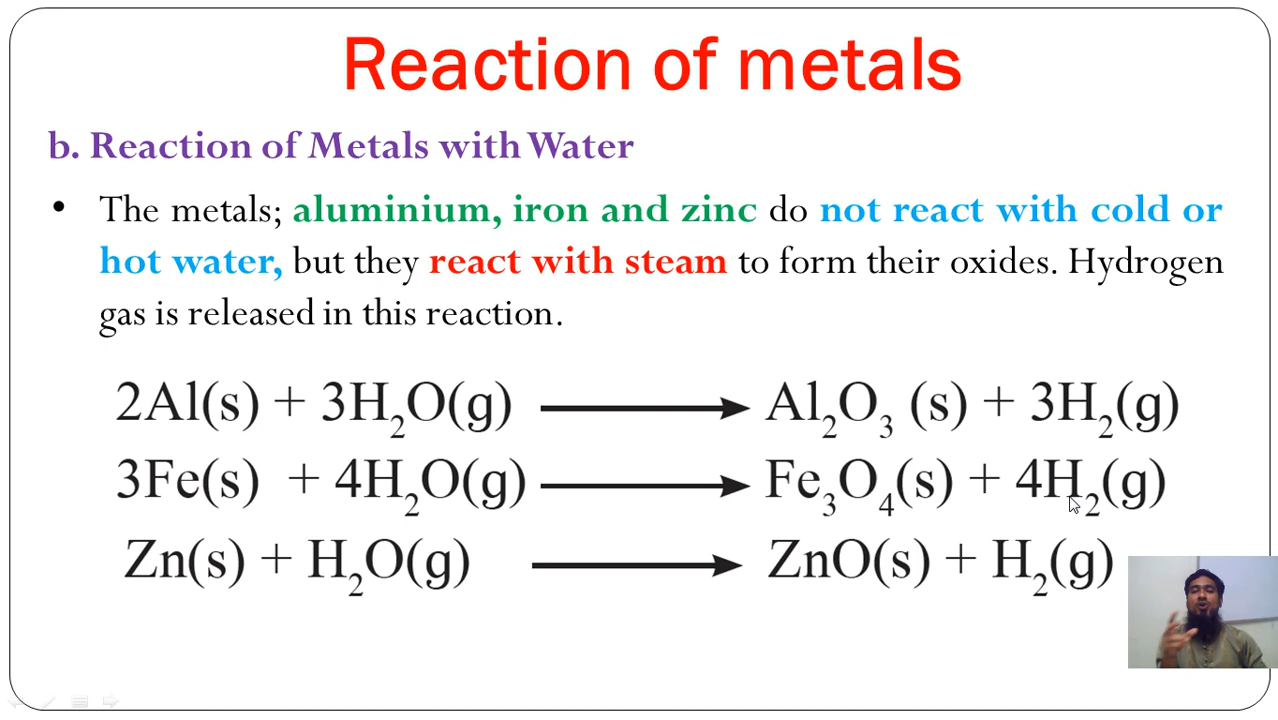 Reaction of metals
b. Reaction of Metals with Water
• The metals; aluminium, iron and zinc do not react with cold or
hot water, but they react with steam to form their oxides. Hydrogen
gas is released in this reaction.
2Al(s) + 3H₂O(g) ⟶ Al₂O₃ (s) + 3H₂(g)
3Fe(s) + 4H₂O(g) ⟶ Fe₃O₄(s) + 4H₂(g)
Zn(s) + H₂O(g) ⟶ ZnO(s) + H₂(g)